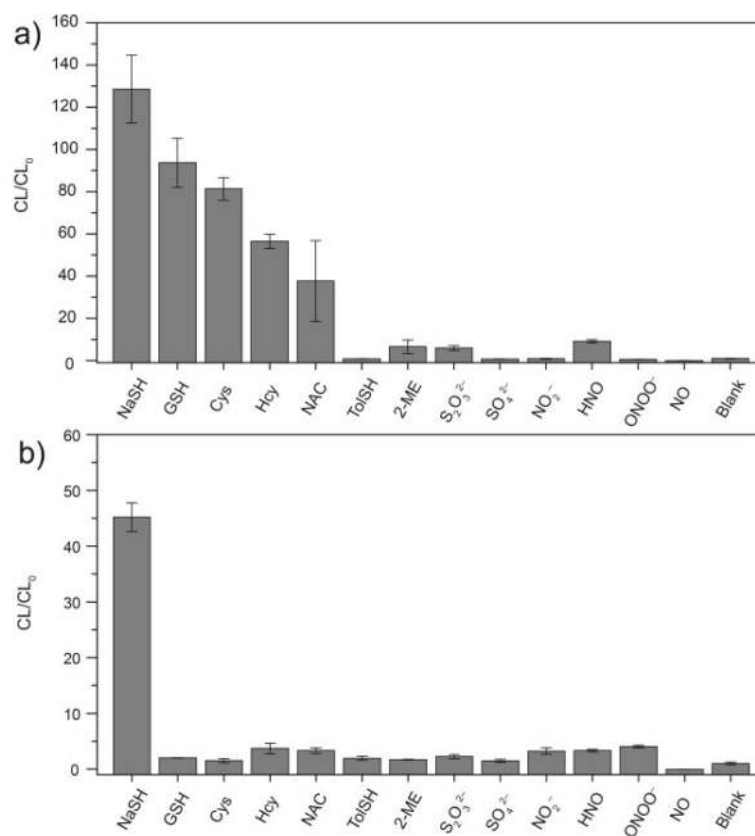 a)
160
140
120
100
80
60
40
20
0
CL/CL₀
NaSH GSH Cys Hcy NAC TolSH 2-ME S₂O₃²⁻ SO₄²⁻ NO₂⁻ HNO ONOO⁻ NO Blank
b)
60
50
40
30
20
10
0
CL/CL₀
NaSH GSH Cys Hcy NAC TolSH 2-ME S₂O₃²⁻ SO₄²⁻ NO₂⁻ HNO ONOO⁻ NO Blank